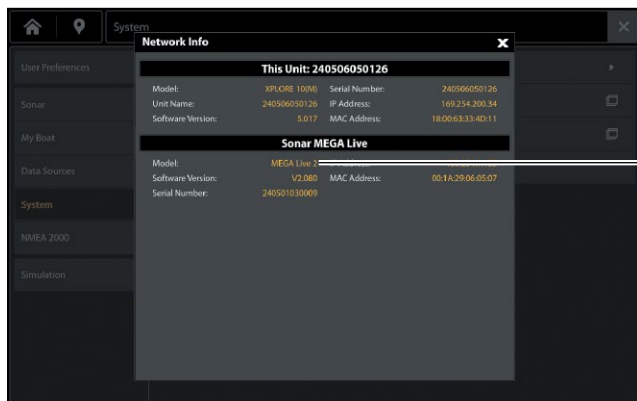 System
Network Info
This Unit: 240506050126
Model: XPLORE 10(M) Serial Number: 240506050126
Unit Name: 240506050126 IP Address: 169.254.200.34
Software Version: 5.017 MAC Address: 18:00:63:33:4D:11
Sonar MEGA Live
Model: MEGA Live 2
Software Version: V2.080 MAC Address: 00:1A:29:06:05:07
Serial Number: 240501030009
User Preferences
Sonar
My Boat
Data Sources
System
NMEA 2000
Simulation